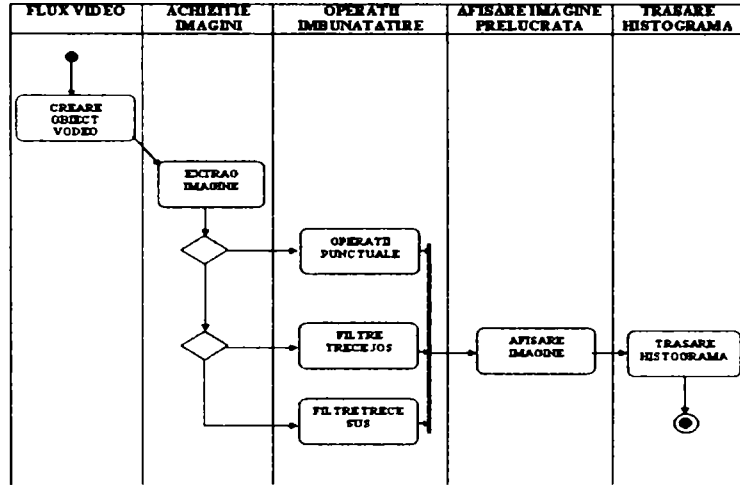 FLUX VIDEO
ACHIZITIE
IMAGINI
OPERATII
IMBUNATATIRE
AFISARE IMAGINE
PRELUCRATA
TRASARE
HISTOGRAMA
CREARE
OBIECT
VODEO
EXTRAG
IMAGINE
OPERATII
PUNCTUALE
FILTRE
TRECE JOS
AFISARE
IMAGINE
TRASARE
HISTOGRAMA
FILTRE TRECE
SUS